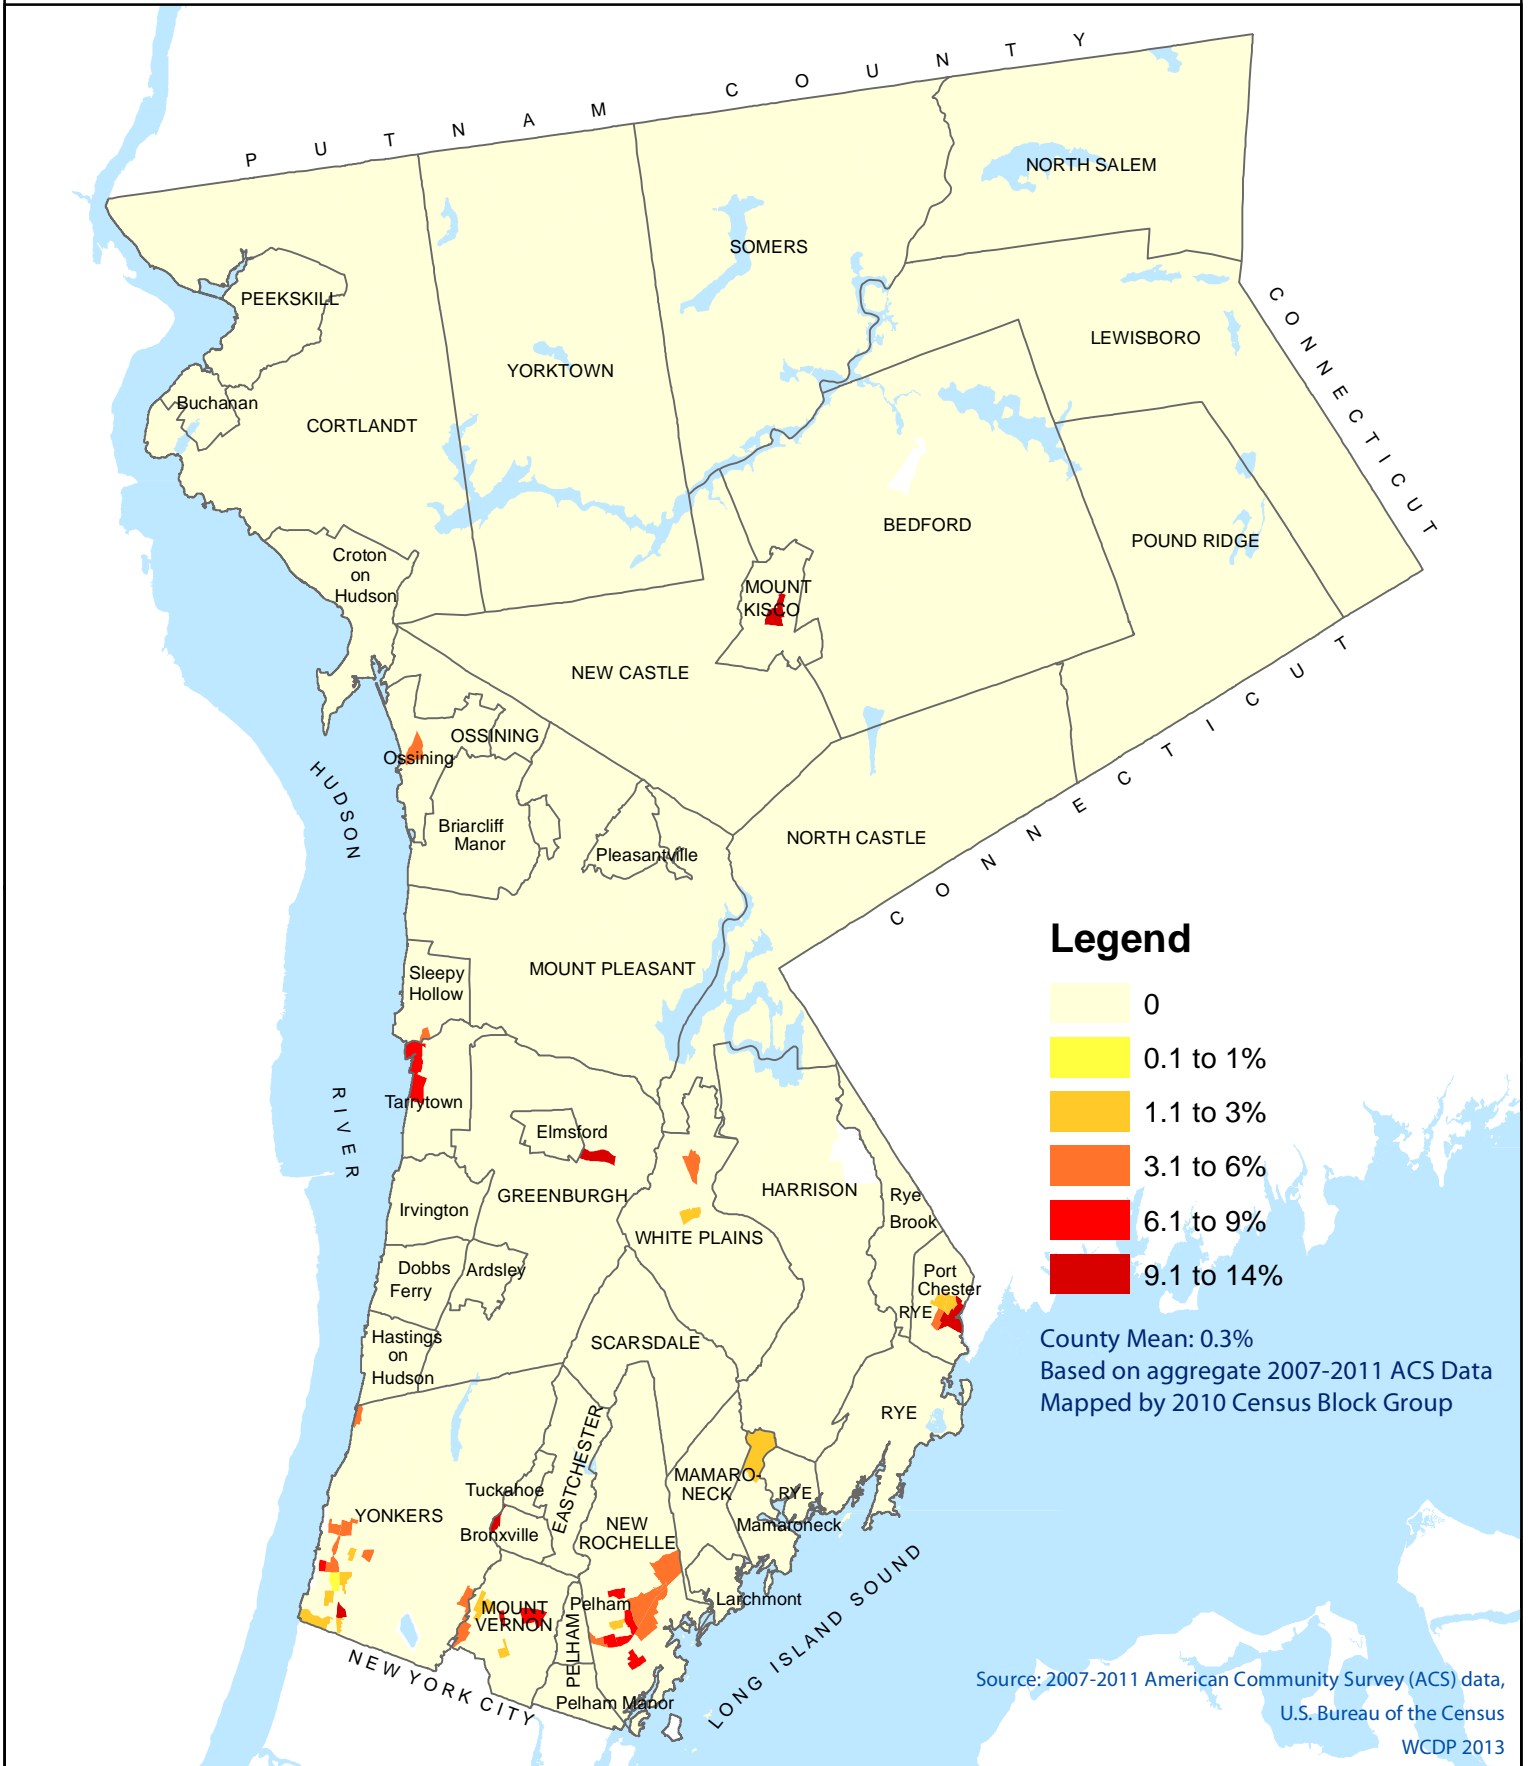 PUTNAM COUNTY
NORTH SALEM
SOMERS
PEEKSKILL
CONNECTICUT
LEWISBORO
YORKTOWN
Buchanan
CORTLANDT
BEDFORD
POUND RIDGE
Croton
on
Hudson
MOUNT
KISCO
NEW CASTLE
CONNECTICUT
OSSINING
Ossining
HUDSON
Briarcliff
Manor
Pleasantville
NORTH CASTLE
Sleepy
Hollow
MOUNT PLEASANT
Legend
0
0.1 to 1%
1.1 to 3%
3.1 to 6%
6.1 to 9%
9.1 to 14%
RIVER
Tarrytown
Elmsford
GREENBURGH
HARRISON
Rye
Brook
Irvington
WHITE PLAINS
Dobbs
Ferry
Ardsley
Port
Chester
RYE
Hastings
on
Hudson
SCARSDALE
County Mean: 0.3%
Based on aggregate 2007-2011 ACS Data
Mapped by 2010 Census Block Group
RYE
EASTCHESTER
MAMARO-
NECK
RYE
Tuckahoe
YONKERS
Bronxville
NEW
ROCHELLE
Mamaroneck
Larchmont
MOUNT
VERNON
Pelham
PELHAM
LONG ISLAND SOUND
NEW YORK CITY
Pelham Manor
Source: 2007-2011 American Community Survey (ACS) data,
U.S. Bureau of the Census
WCDP 2013